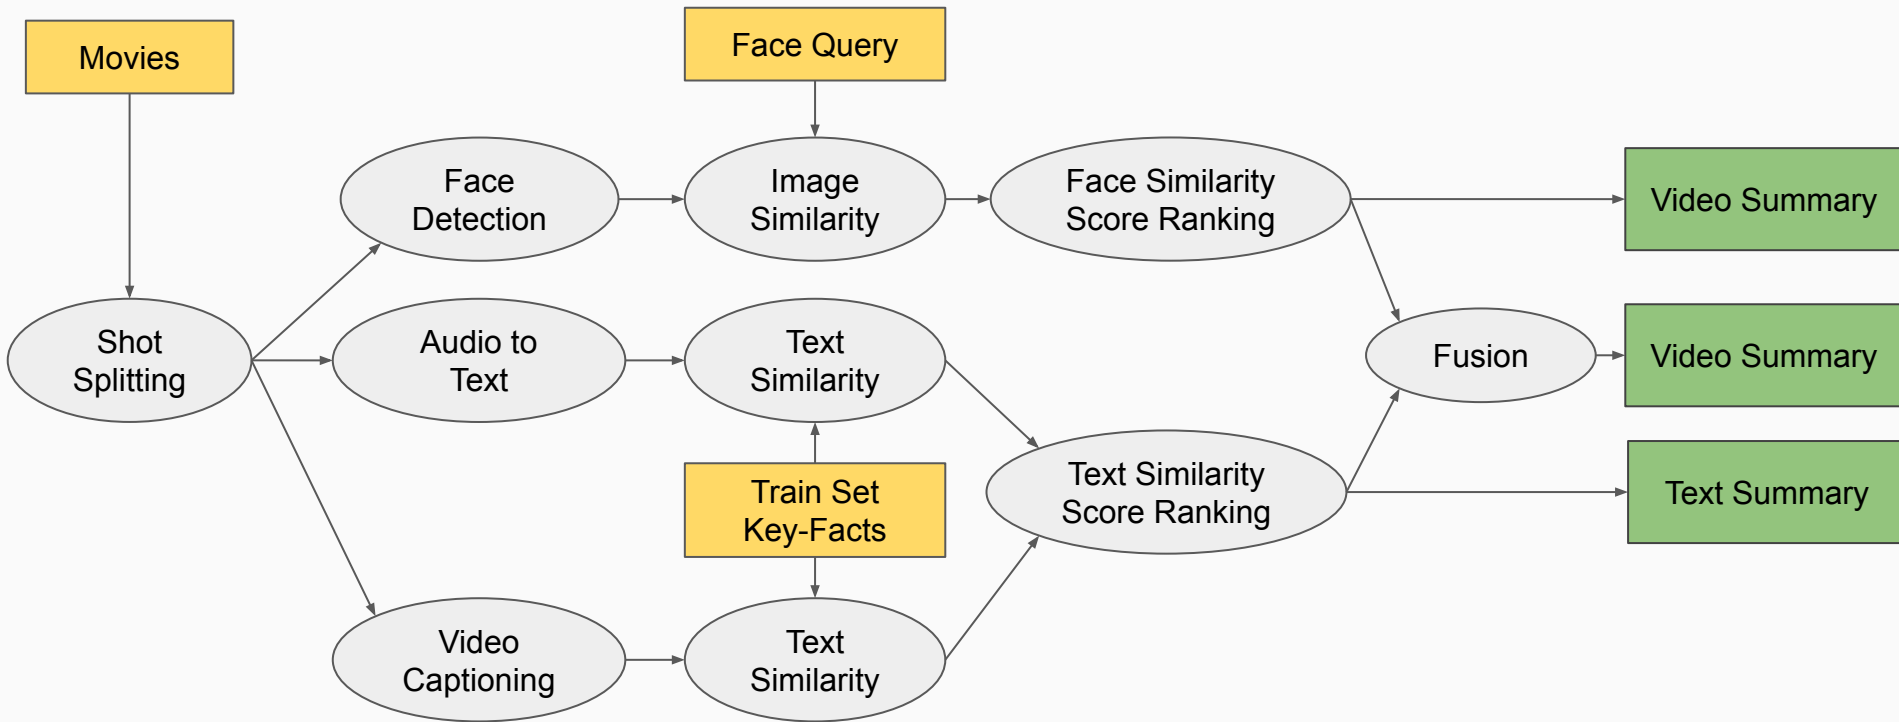 Movies
Face Query
Face
Detection
Image
Similarity
Face Similarity
Score Ranking
Video Summary
Shot
Splitting
Audio to
Text
Text
Similarity
Fusion
Video Summary
Train Set
Key-Facts
Text Similarity
Score Ranking
Text Summary
Video
Captioning
Text
Similarity